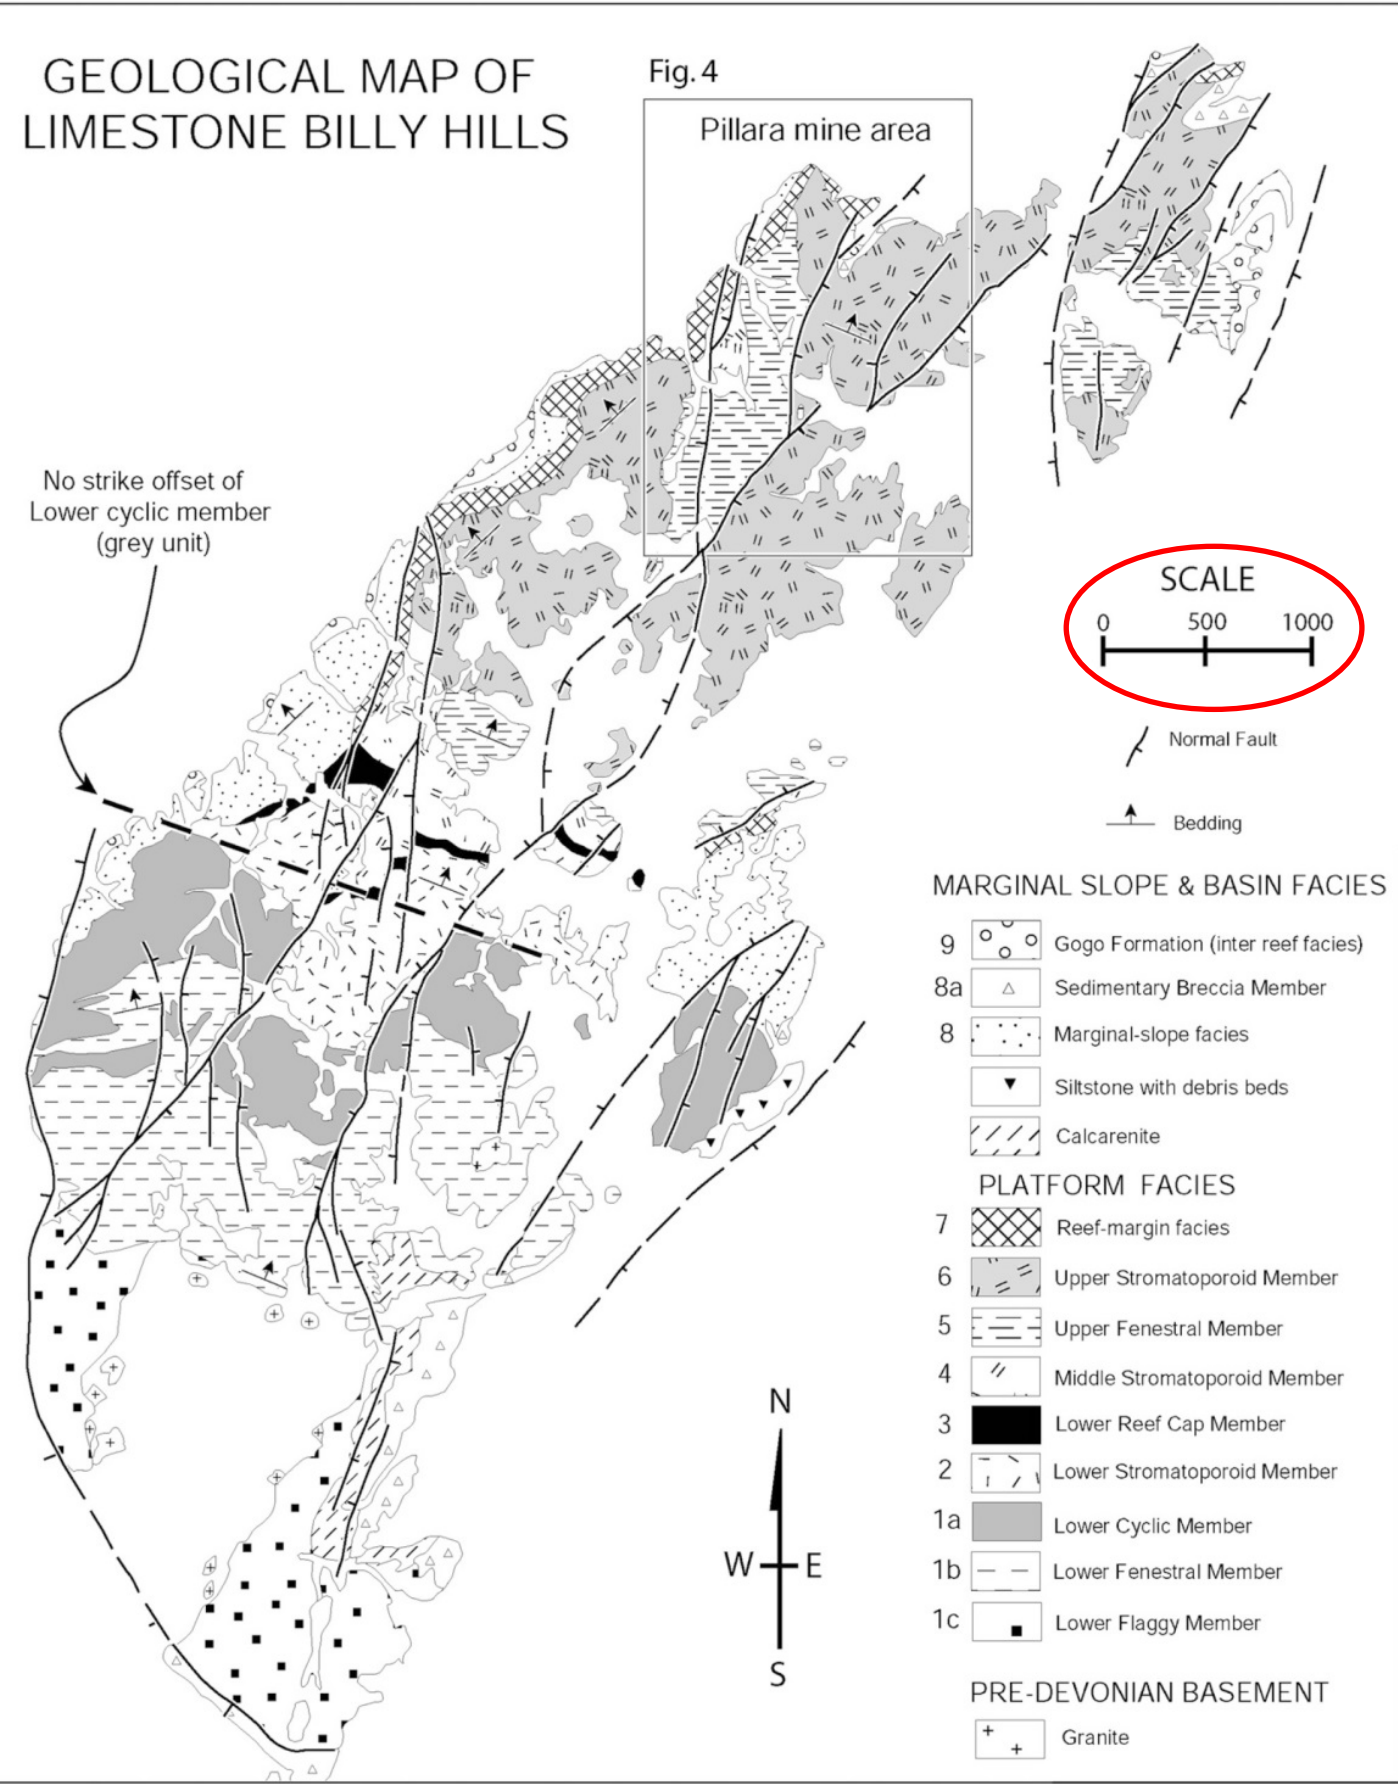 GEOLOGICAL MAP OF
LIMESTONE BILLY HILLS
Fig. 4
Pillara mine area
No strike offset of
Lower cyclic member
(grey unit)
SCALE
0 500 1000
Normal Fault
Bedding
MARGINAL SLOPE & BASIN FACIES
9 Gogo Formation (inter reef facies)
8a Sedimentary Breccia Member
8 Marginal-slope facies
Siltstone with debris beds
Calcarenite
PLATFORM FACIES
7 Reef-margin facies
6 Upper Stromatoporoid Member
5 Upper Fenestral Member
4 Middle Stromatoporoid Member
3 Lower Reef Cap Member
2 Lower Stromatoporoid Member
1a Lower Cyclic Member
1b Lower Fenestral Member
1c Lower Flaggy Member
N
W E
S
PRE-DEVONIAN BASEMENT
Granite